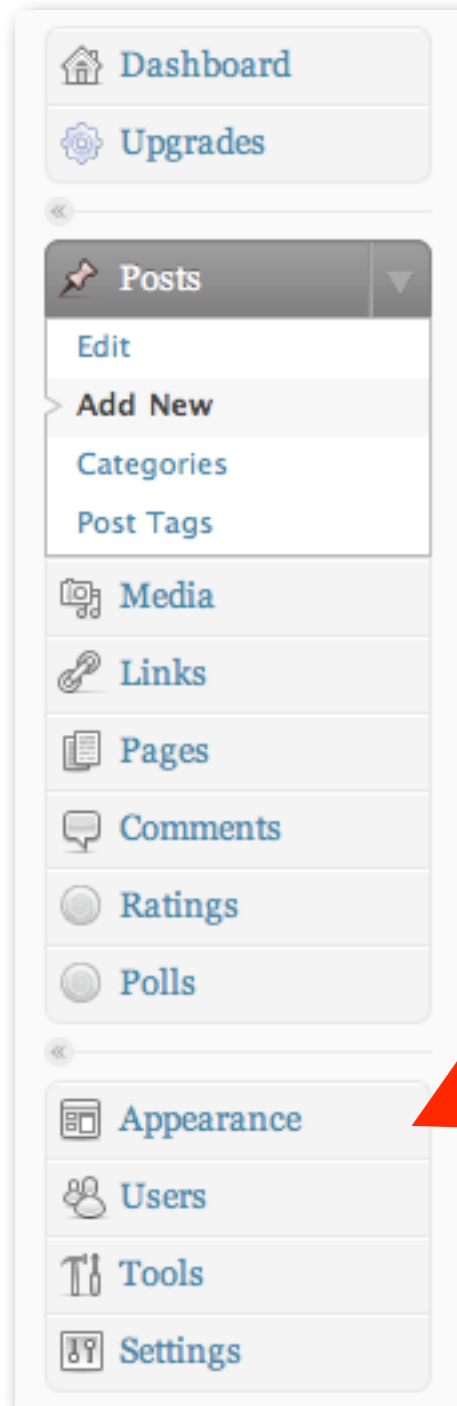 Dashboard
Upgrades
Posts
Edit
Add New
Categories
Post Tags
Media
Links
Pages
Comments
Ratings
Polls
Appearance
Users
Tools
Settings